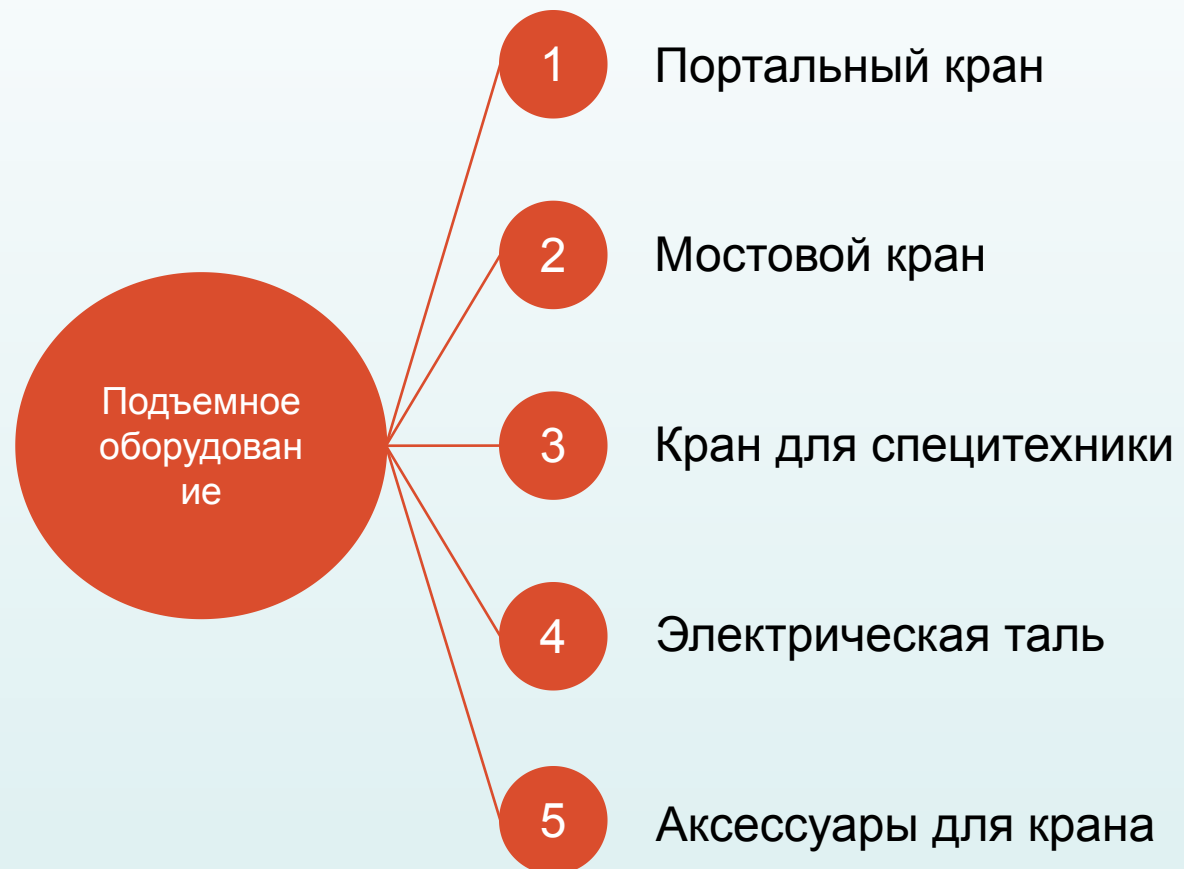 1 Портальный кран
2 Мостовой кран
Подъемное
оборудован
ие
3 Кран для специтехники
4 Электрическая таль
5 Аксессуары для крана